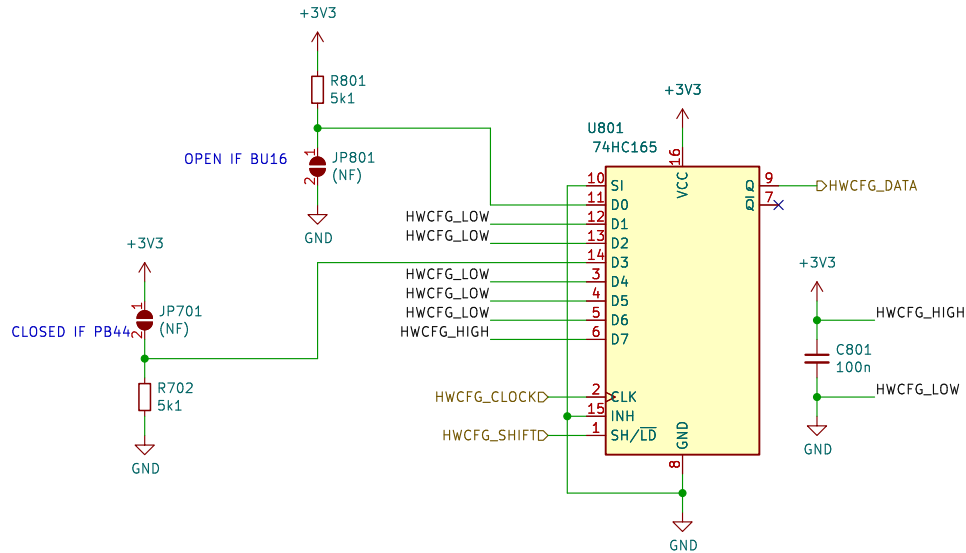 +3V3
R801
5k1
OPEN IF BU16
1
2
JP801
(NF)
GND
+3V3
CLOSED IF PB44
1
2
JP701
(NF)
R702
5k1
GND
HWCFG_LOW
HWCFG_LOW
HWCFG_LOW
HWCFG_LOW
HWCFG_LOW
HWCFG_HIGH
HWCFG_CLOCK
HWCFG_SHIFT
+3V3
U801
74HC165
16
VCC
10 SI
11 D0
12 D1
13 D2
14 D3
3 D4
4 D5
5 D6
6 D7
2 CLK
15 INH
1 SH/LD
Q 9
Q 7
HWCFG_DATA
GND
8
GND
+3V3
HWCFG_HIGH
C801
100n
HWCFG_LOW
GND